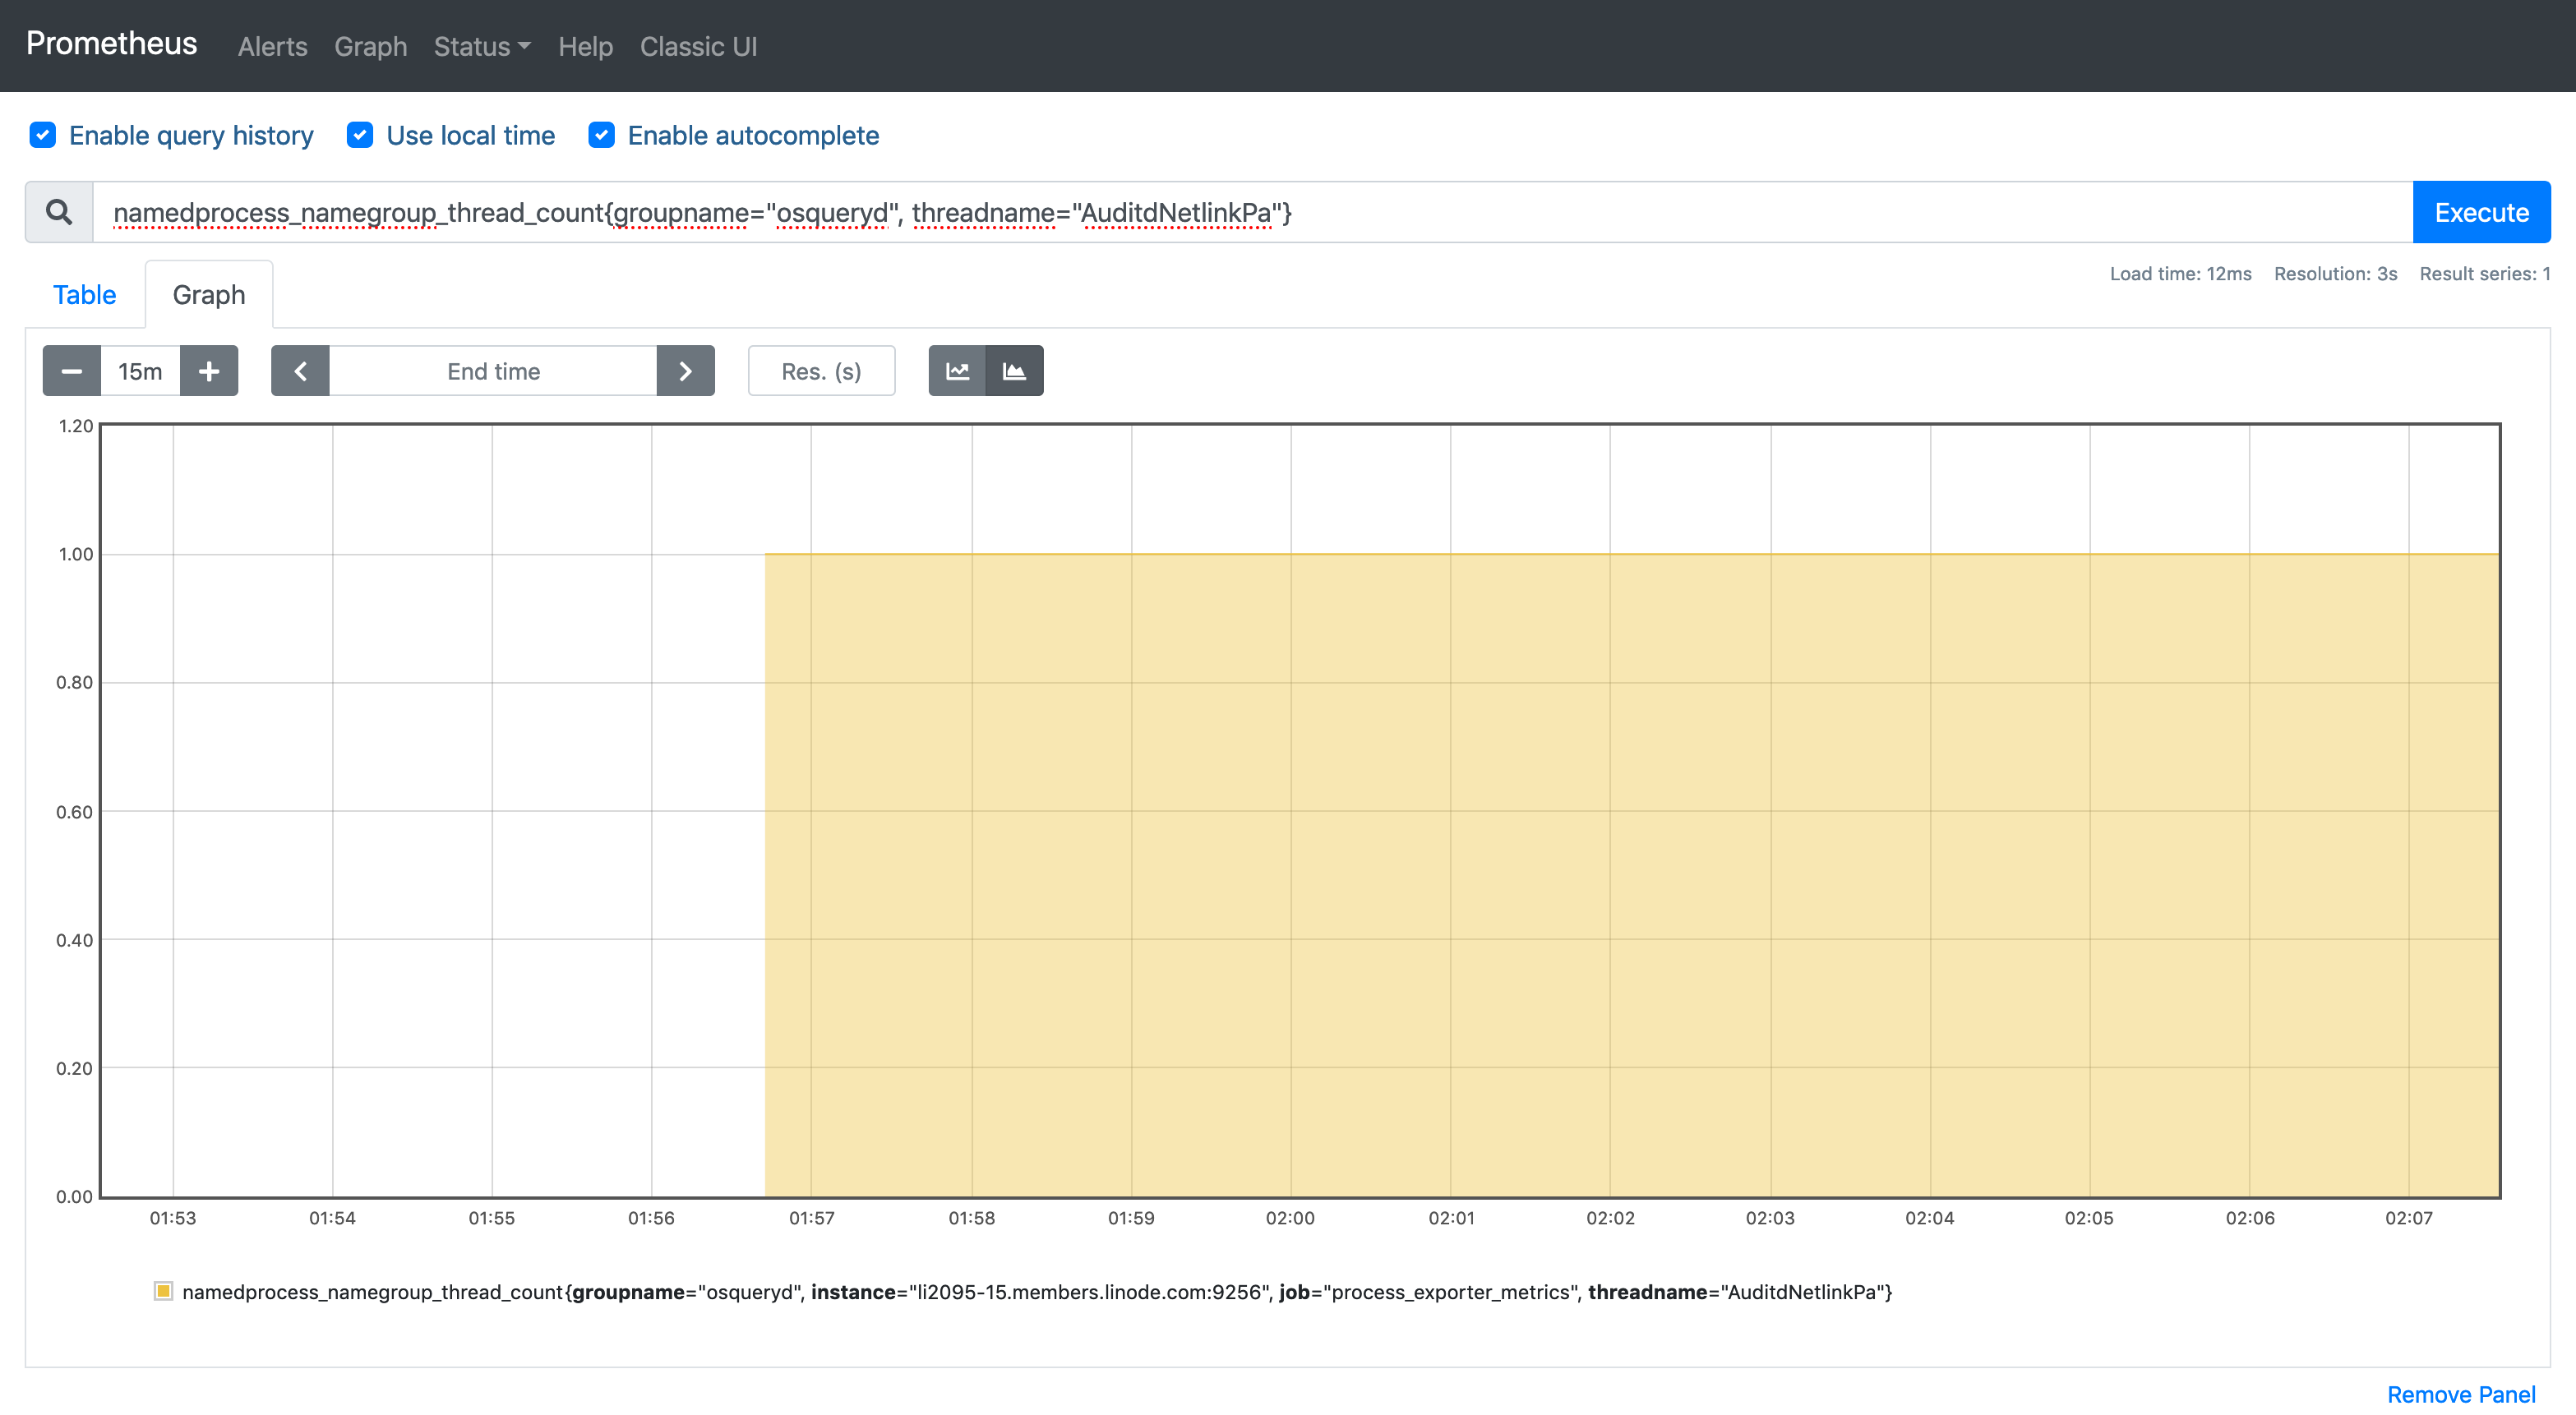 Prometheus Alerts Graph Status Help Classic UI
Enable query history Use local time Enable autocomplete
namedprocess_namegroup_thread_count{groupname="osqueryd", threadname="AuditdNetlinkPa"} Execute
Load time: 12ms Resolution: 3s Result series: 1
Table Graph
15m End time Res. (s)
1.20
1.00
0.80
0.60
0.40
0.20
0.00
01:53 01:54 01:55 01:56 01:57 01:58 01:59 02:00 02:01 02:02 02:03 02:04 02:05 02:06 02:07
namedprocess_namegroup_thread_count{groupname="osqueryd", instance="li2095-15.members.linode.com:9256", job="process_exporter_metrics", threadname="AuditdNetlinkPa"}
Remove Panel